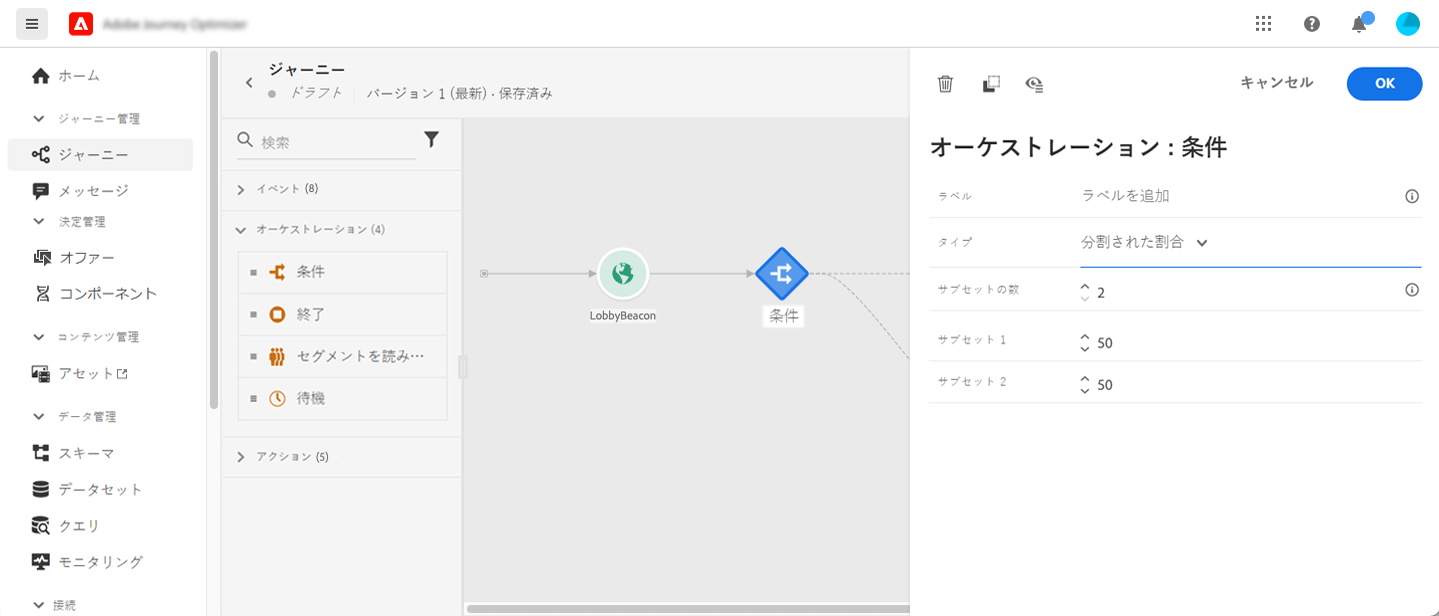 Adobe Journey Optimizer
ホーム
ジャーニー管理
ジャーニー
メッセージ
決定管理
オファー
コンポーネント
コンテンツ管理
アセット
データ管理
スキーマ
データセット
クエリ
モニタリング
接続
ジャーニー
ドラフト
バージョン 1 (最新) · 保存済み
検索
イベント (8)
オーケストレーション (4)
条件
終了
セグメントを読み…
待機
アクション (5)
LobbyBeacon
条件
キャンセル
OK
オーケストレーション : 条件
ラベル
ラベルを追加
タイプ
分割された割合
サブセットの数
2
サブセット 1
50
サブセット 2
50